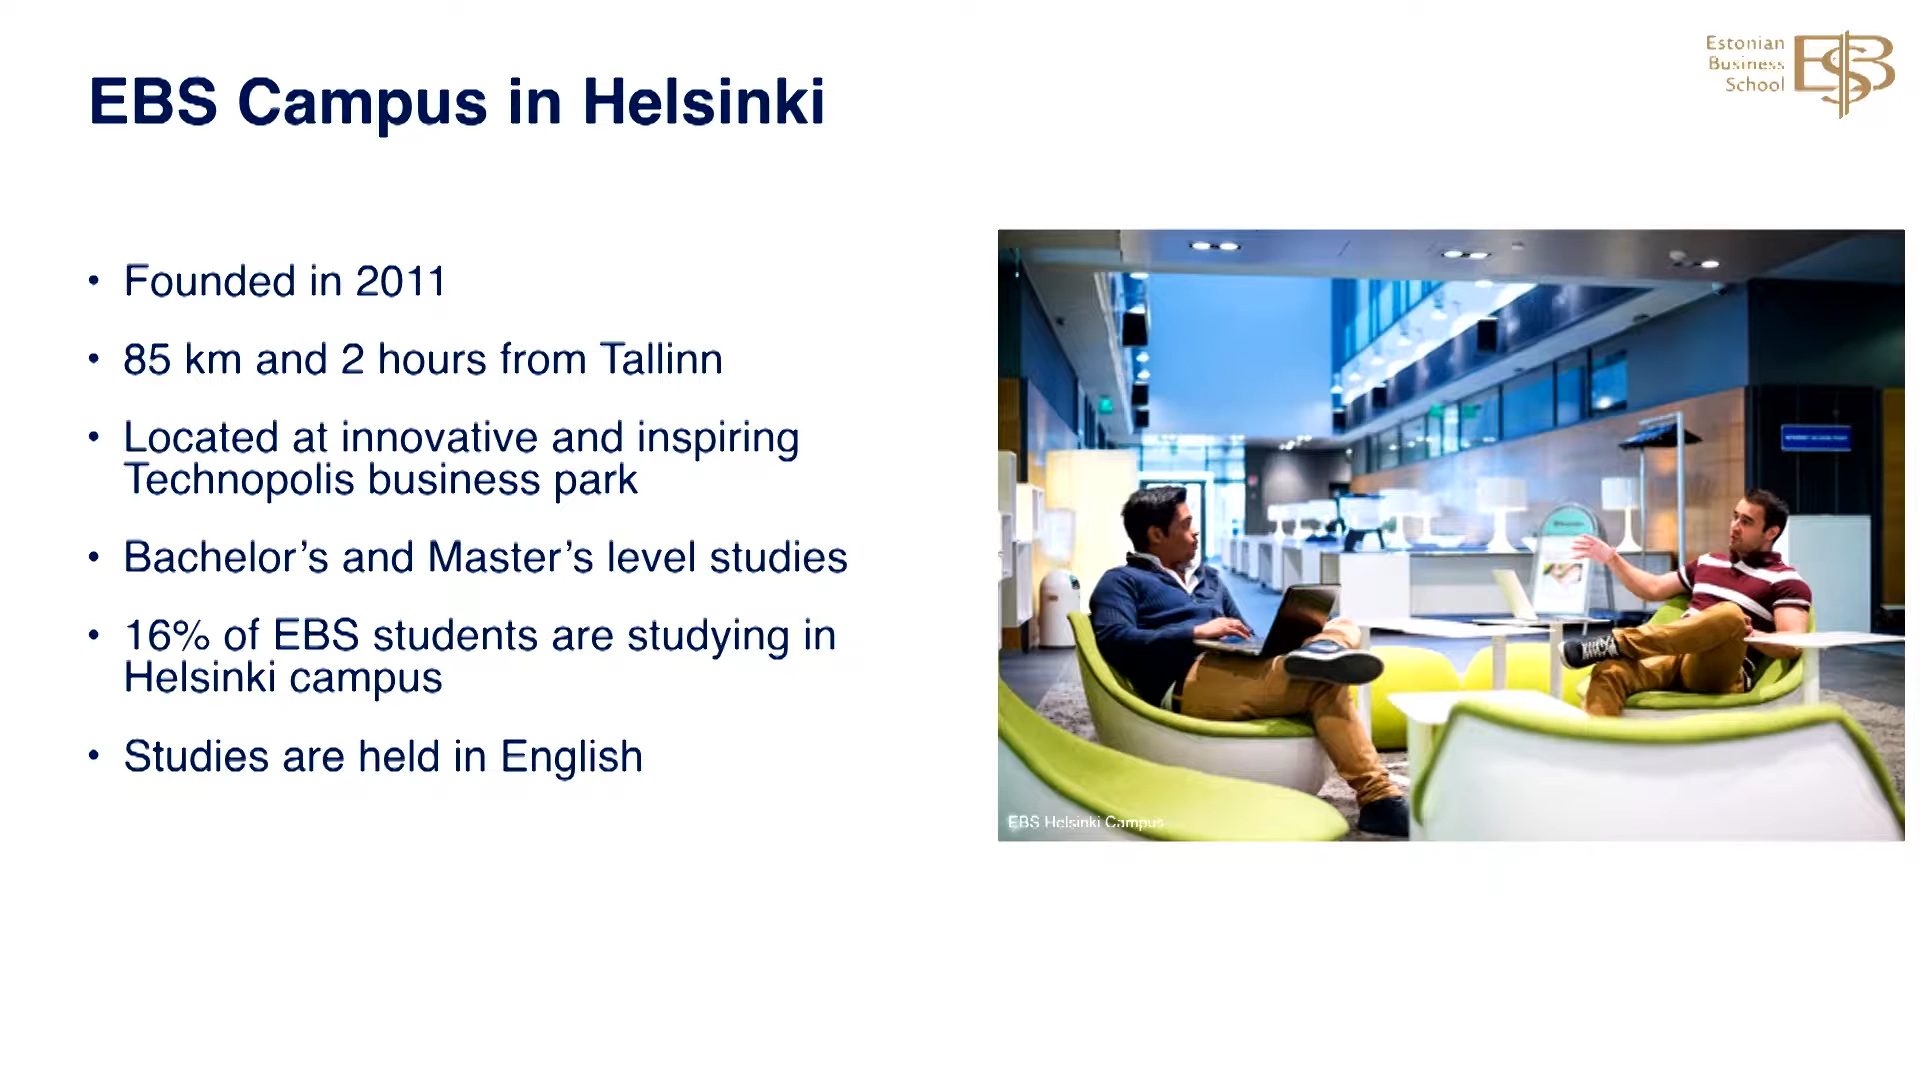 EBS Campus in Helsinki
Estonian
Business
School
EBS
• Founded in 2011
• 85 km and 2 hours from Tallinn
• Located at innovative and inspiring
Technopolis business park
• Bachelor’s and Master’s level studies
• 16% of EBS students are studying in
Helsinki campus
• Studies are held in English
EBS Helsinki Campus